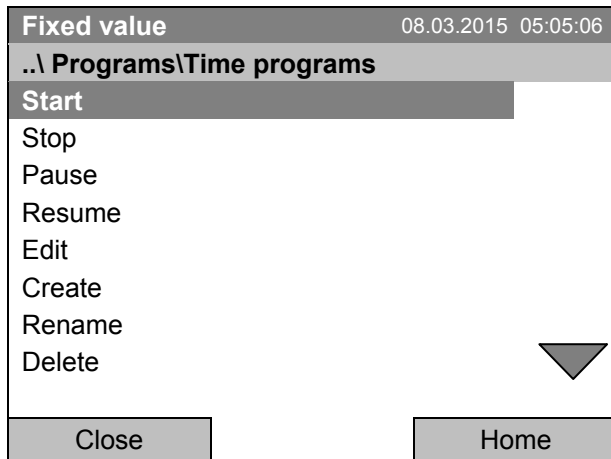 Fixed value 08.03.2015 05:05:06
..\ Programs\Time programs
Start
Stop
Pause
Resume
Edit
Create
Rename
Delete
Close Home